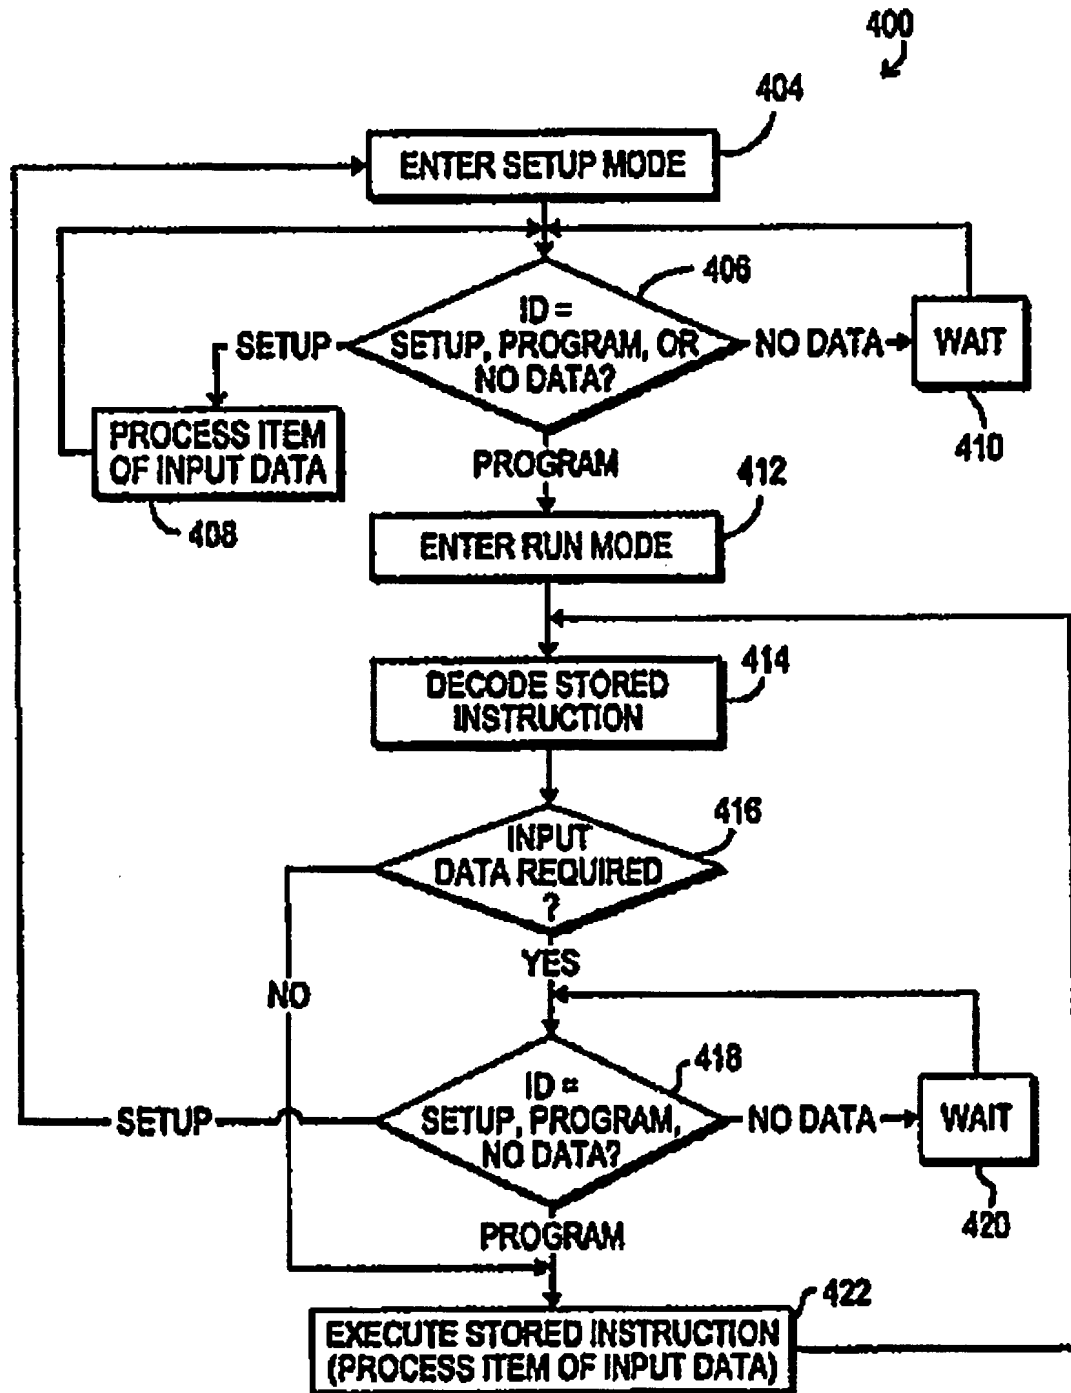 400
404
ENTER SETUP MODE
406
ID =
SETUP, PROGRAM, OR
NO DATA?
SETUP
NO DATA
WAIT
410
PROCESS ITEM
OF INPUT DATA
408
PROGRAM
412
ENTER RUN MODE
414
DECODE STORED
INSTRUCTION
416
INPUT
DATA REQUIRED
?
YES
NO
418
ID =
SETUP, PROGRAM,
NO DATA?
SETUP
NO DATA
WAIT
420
PROGRAM
422
EXECUTE STORED INSTRUCTION
(PROCESS ITEM OF INPUT DATA)